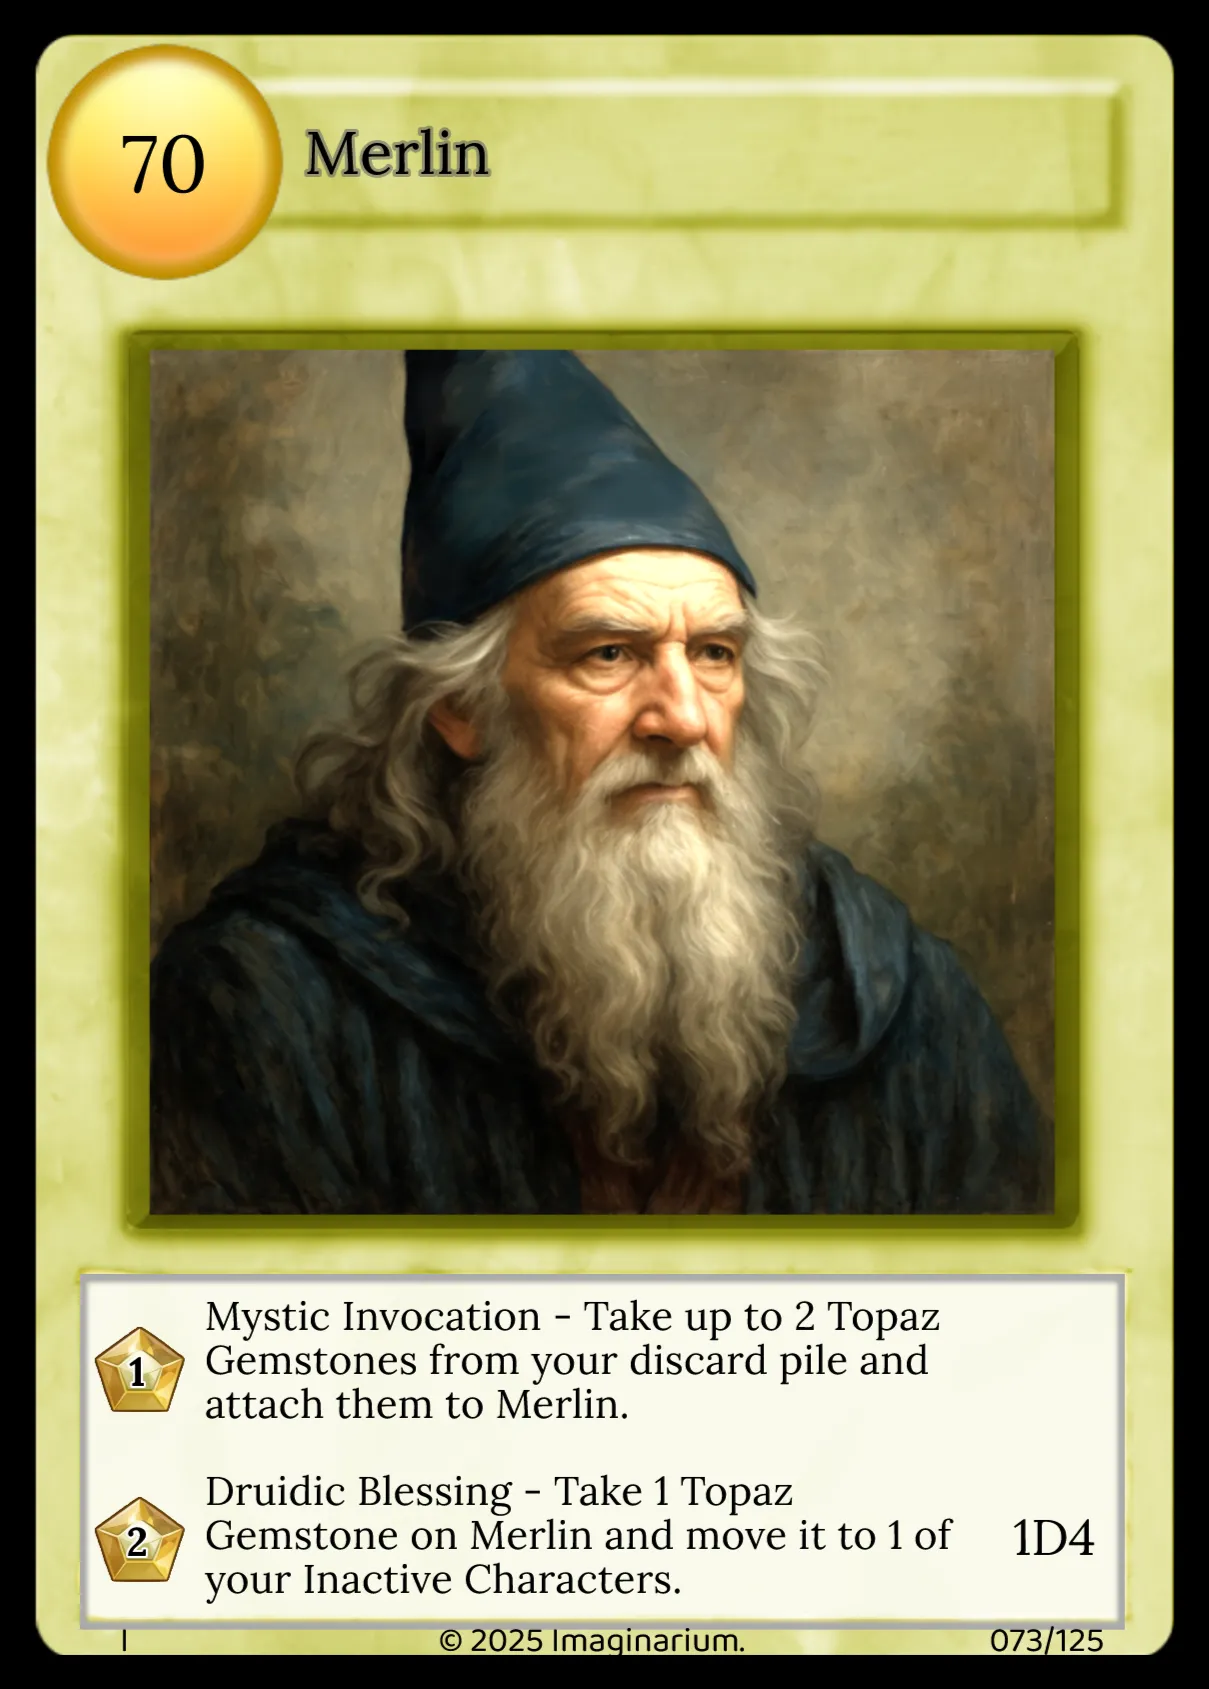 70
Merlin
1
Mystic Invocation - Take up to 2 Topaz
Gemstones from your discard pile and
attach them to Merlin.
2
Druidic Blessing - Take 1 Topaz
Gemstone on Merlin and move it to 1 of
your Inactive Characters.
1D4
I
© 2025 Imaginarium.
073/125